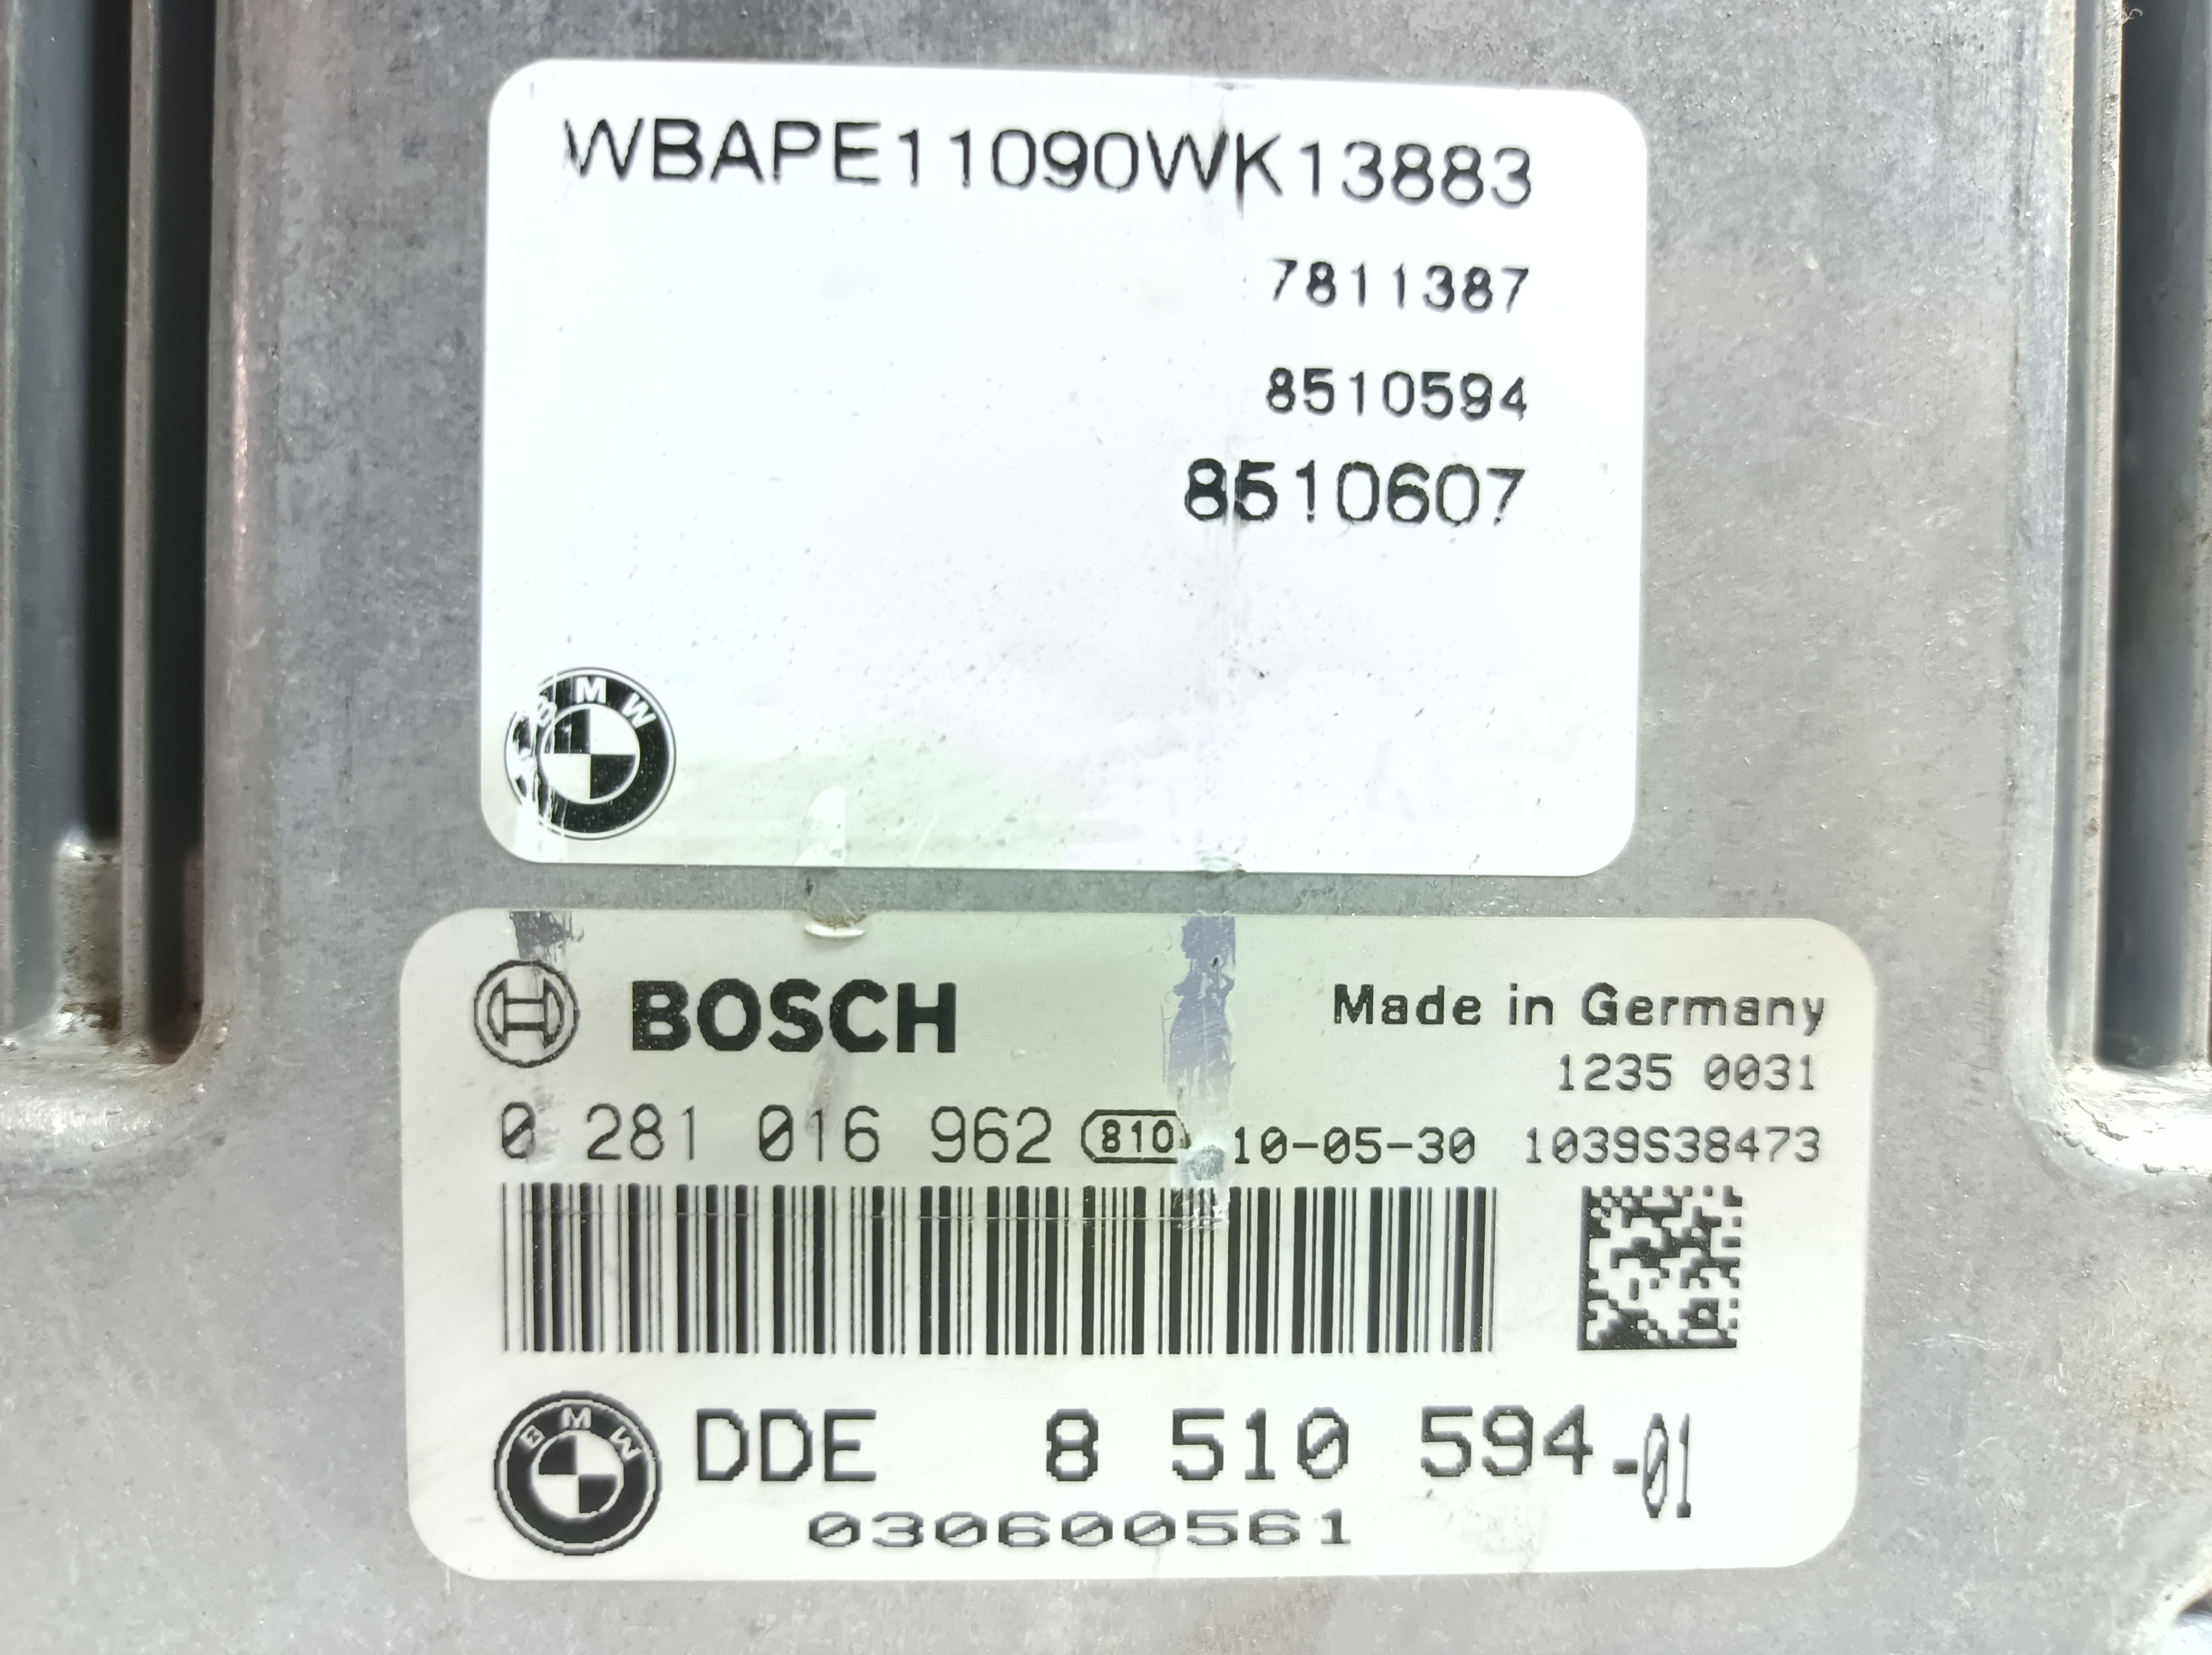 WBAPE11090WK13883
7811387
8510594
8510607
BMW
BOSCH
Made in Germany
1235 0031
0 281 016 962 810 10-05-30 1039S38473
BMW DDE 8 510 594-01
030600561